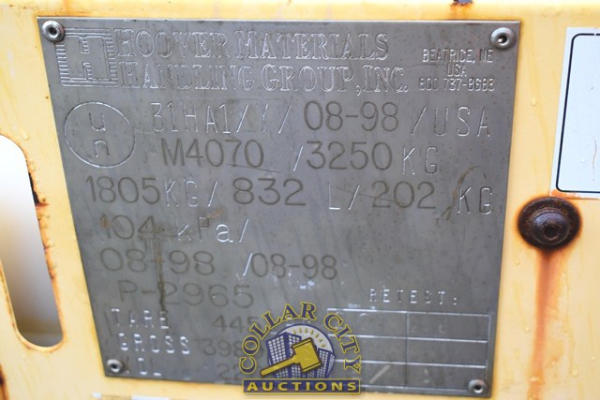 HOOVER MATERIALS
HANDLING GROUP, INC.
BEATRICE, NE
USA
800 737-8683
un
31HA1/Y/ 08-98 /USA
M4070 /3250 KG
1805KG/ 832 L/ 202 KG
104 kPa/
08-98 /08-98
P-2965
RETEST:
TARE
GROSS
COLLAR CITY
AUCTIONS